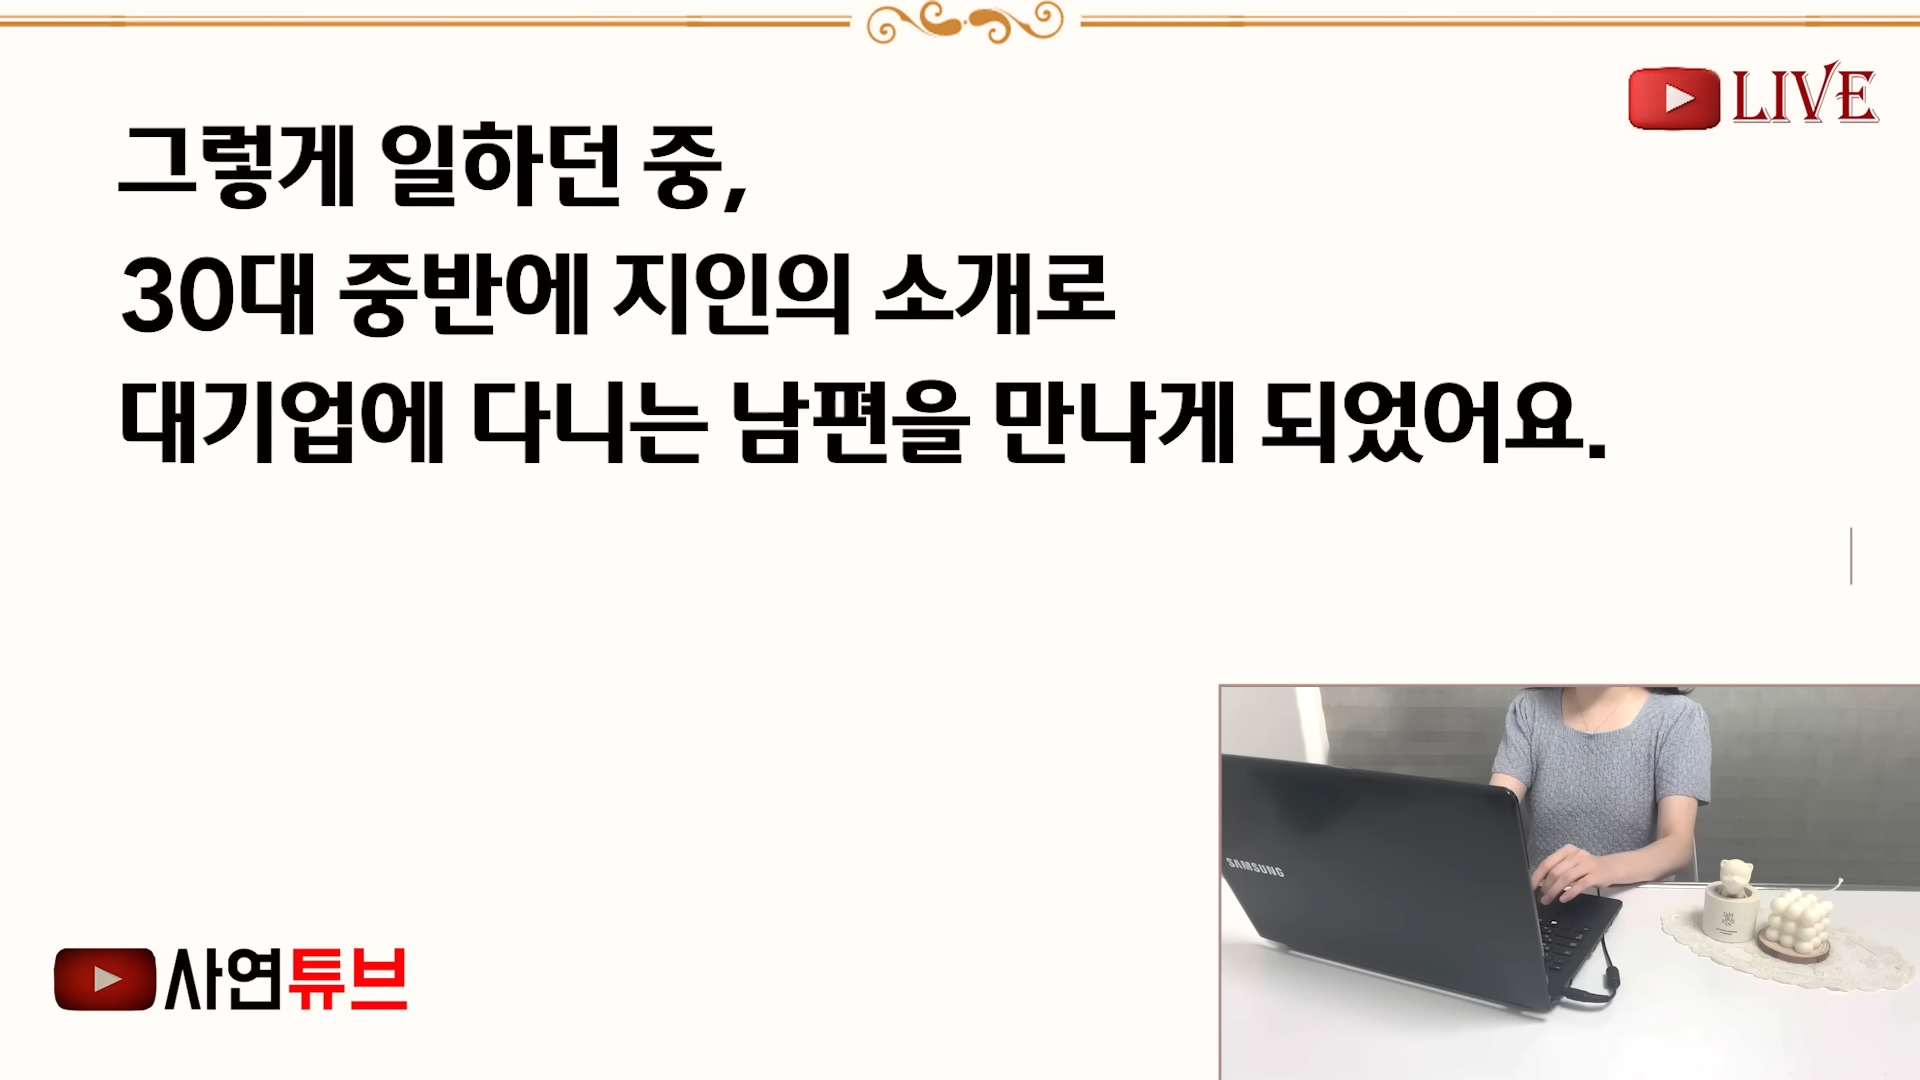 LIVE
그렇게 일하던 중,
30대 중반에 지인의 소개로
대기업에 다니는 남편을 만나게 되었어요.
SAMSUNG
사연튜브